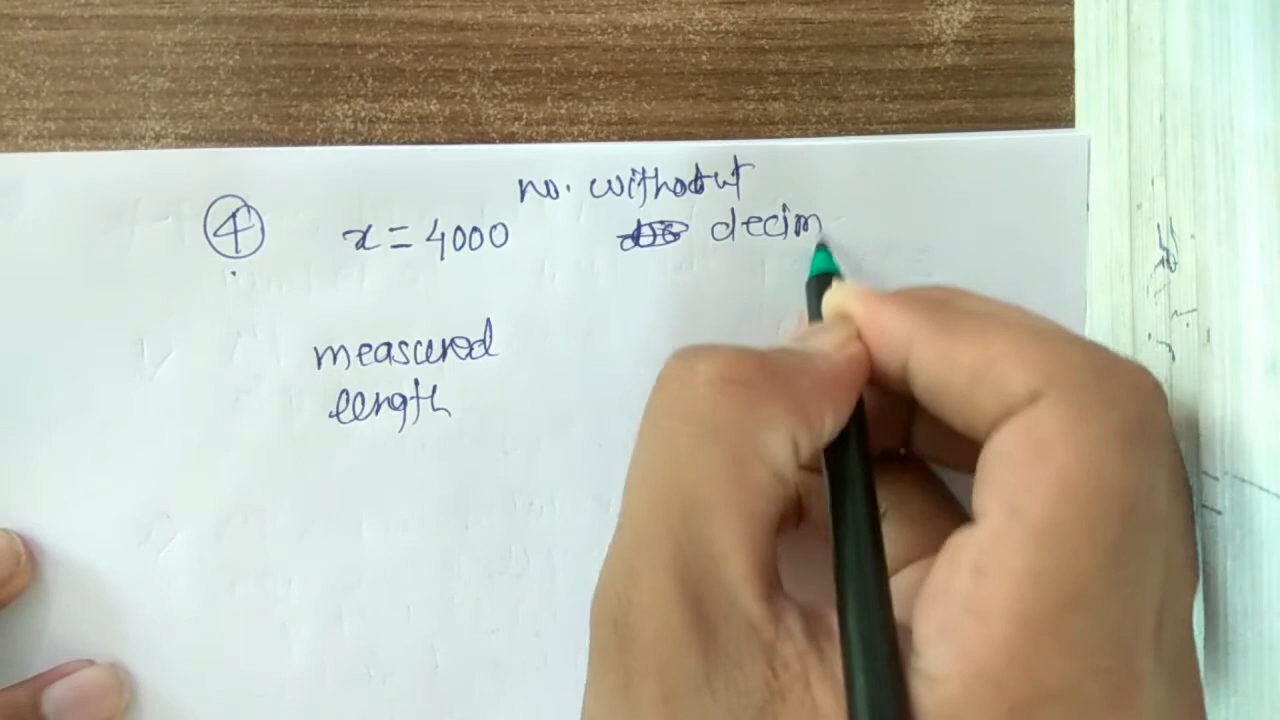 no. without
④ x = 4000 decim
measured
length